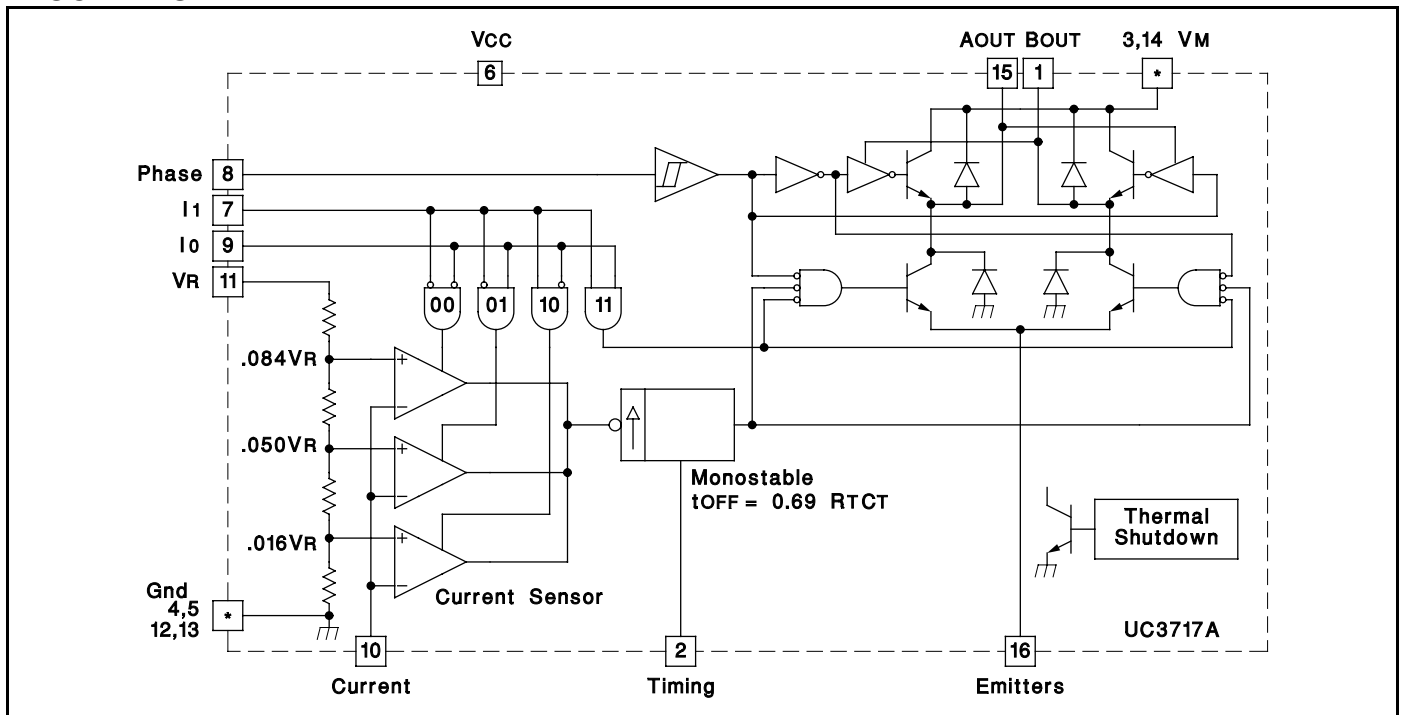 VCC
AOUT BOUT 3,14 VM
6
15 1 *
Phase 8
I1 7
I0 9
VR 11
00 01 10 11
.084VR
+
−
.050VR
+
−
.016VR
+
−
Monostable
tOFF = 0.69 RTCT
Thermal
Shutdown
Current Sensor
Gnd
4,5
12,13
*
UC3717A
10 2 16
Current Timing Emitters